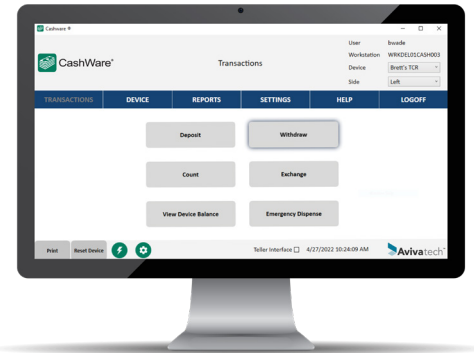 Cashware ®
User bwade
Workstation WRKDEL01CASH003
CashWare®
Transactions
Device Brett's TCR
Side Left
TRANSACTIONS DEVICE REPORTS SETTINGS HELP LOGOFF
Deposit Withdraw
Count Exchange
View Device Balance Emergency Dispense
Print Reset Device Teller Interface 4/27/2022 10:24:09 AM Avivatech™